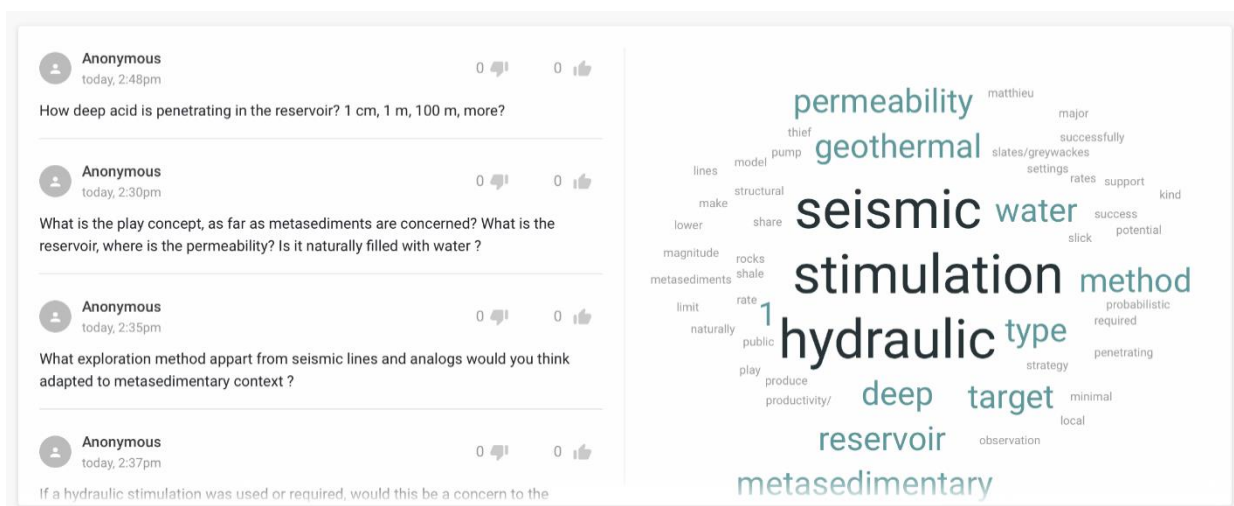 Anonymous
today, 2:48pm
0
0
How deep acid is penetrating in the reservoir? 1 cm, 1 m, 100 m, more?
Anonymous
today, 2:30pm
0
0
What is the play concept, as far as metasediments are concerned? What is the
reservoir, where is the permeability? Is it naturally filled with water ?
Anonymous
today, 2:35pm
0
0
What exploration method appart from seismic lines and analogs would you think
adapted to metasedimentary context ?
Anonymous
today, 2:37pm
0
0
If a hydraulic stimulation was used or required, would this be a concern to the
permeability
matthieu
major
thief
geothermal
successfully
pump
slates/greywackes
model
lines
settings
rates
support
structural
kind
make
seismic
water
success
share
lower
potential
slick
magnitude
rocks
stimulation
method
metasediments
shale
probabilistic
limit
rate
1
required
naturally
hydraulic
type
public
penetrating
strategy
play
produce
deep
target
minimal
productivity/
local
reservoir
observation
metasedimentary